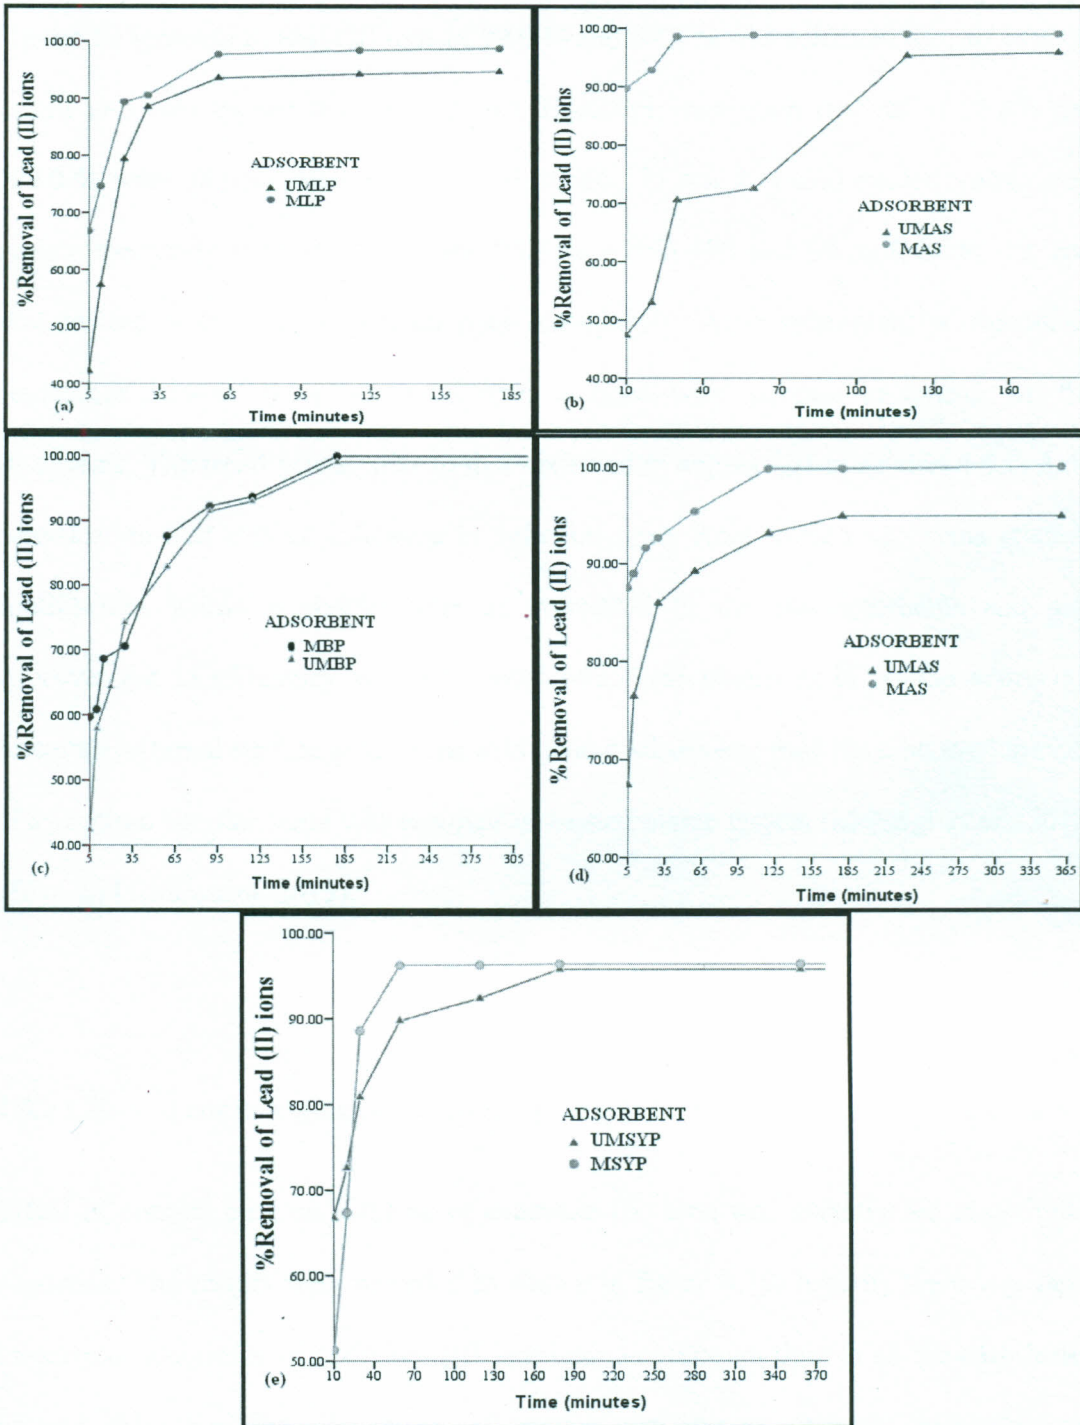 %Removal of Lead (II) ions
100.00
90.00
80.00
70.00
60.00
50.00
40.00
ADSORBENT
UMLP
MLP
5 35 65 95 125 155 185
(a)
Time (minutes)
%Removal of Lead (II) ions
100.00
90.00
80.00
70.00
60.00
50.00
40.00
ADSORBENT
UMAS
MAS
10 40 70 100 130 160
(b)
Time (minutes)
%Removal of Lead (II) ions
100.00
90.00
80.00
70.00
60.00
50.00
40.00
ADSORBENT
MBP
UMBP
5 35 65 95 125 155 185 215 245 275 305
(c)
Time (minutes)
%Removal of Lead (II) ions
100.00
90.00
80.00
70.00
60.00
ADSORBENT
UMAS
MAS
5 35 65 95 125 155 185 215 245 275 305 335 365
(d)
Time (minutes)
%Removal of Lead (II) ions
100.00
90.00
80.00
70.00
60.00
50.00
ADSORBENT
UMSYP
MSYP
10 40 70 100 130 160 190 220 250 280 310 340 370
(e)
Time (minutes)